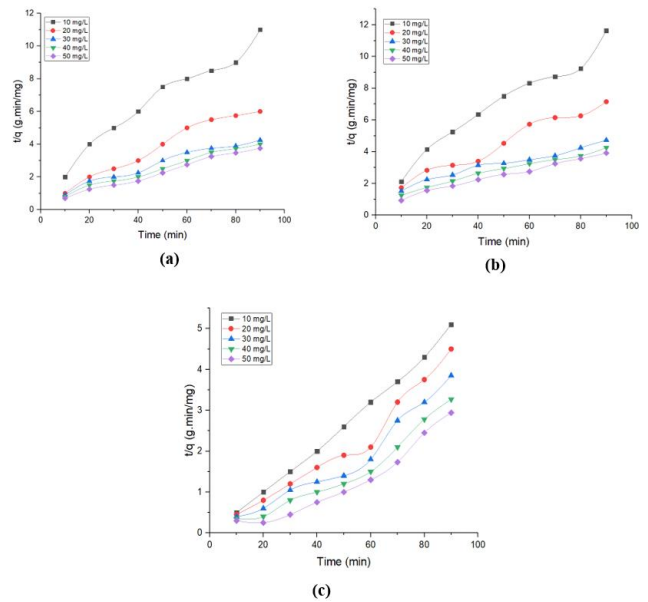 12
10
8
6
4
2
0
t/q (g.min/mg)
10 mg/L
20 mg/L
30 mg/L
40 mg/L
50 mg/L
0 20 40 60 80 100
Time (min)
(a)
12
10
8
6
4
2
0
t/q (g.min/mg)
10 mg/L
20 mg/L
30 mg/L
40 mg/L
50 mg/L
0 20 40 60 80 100
Time (min)
(b)
5
4
3
2
1
0
t/q (g.min/mg)
10 mg/L
20 mg/L
30 mg/L
40 mg/L
50 mg/L
0 20 40 60 80 100
Time (min)
(c)